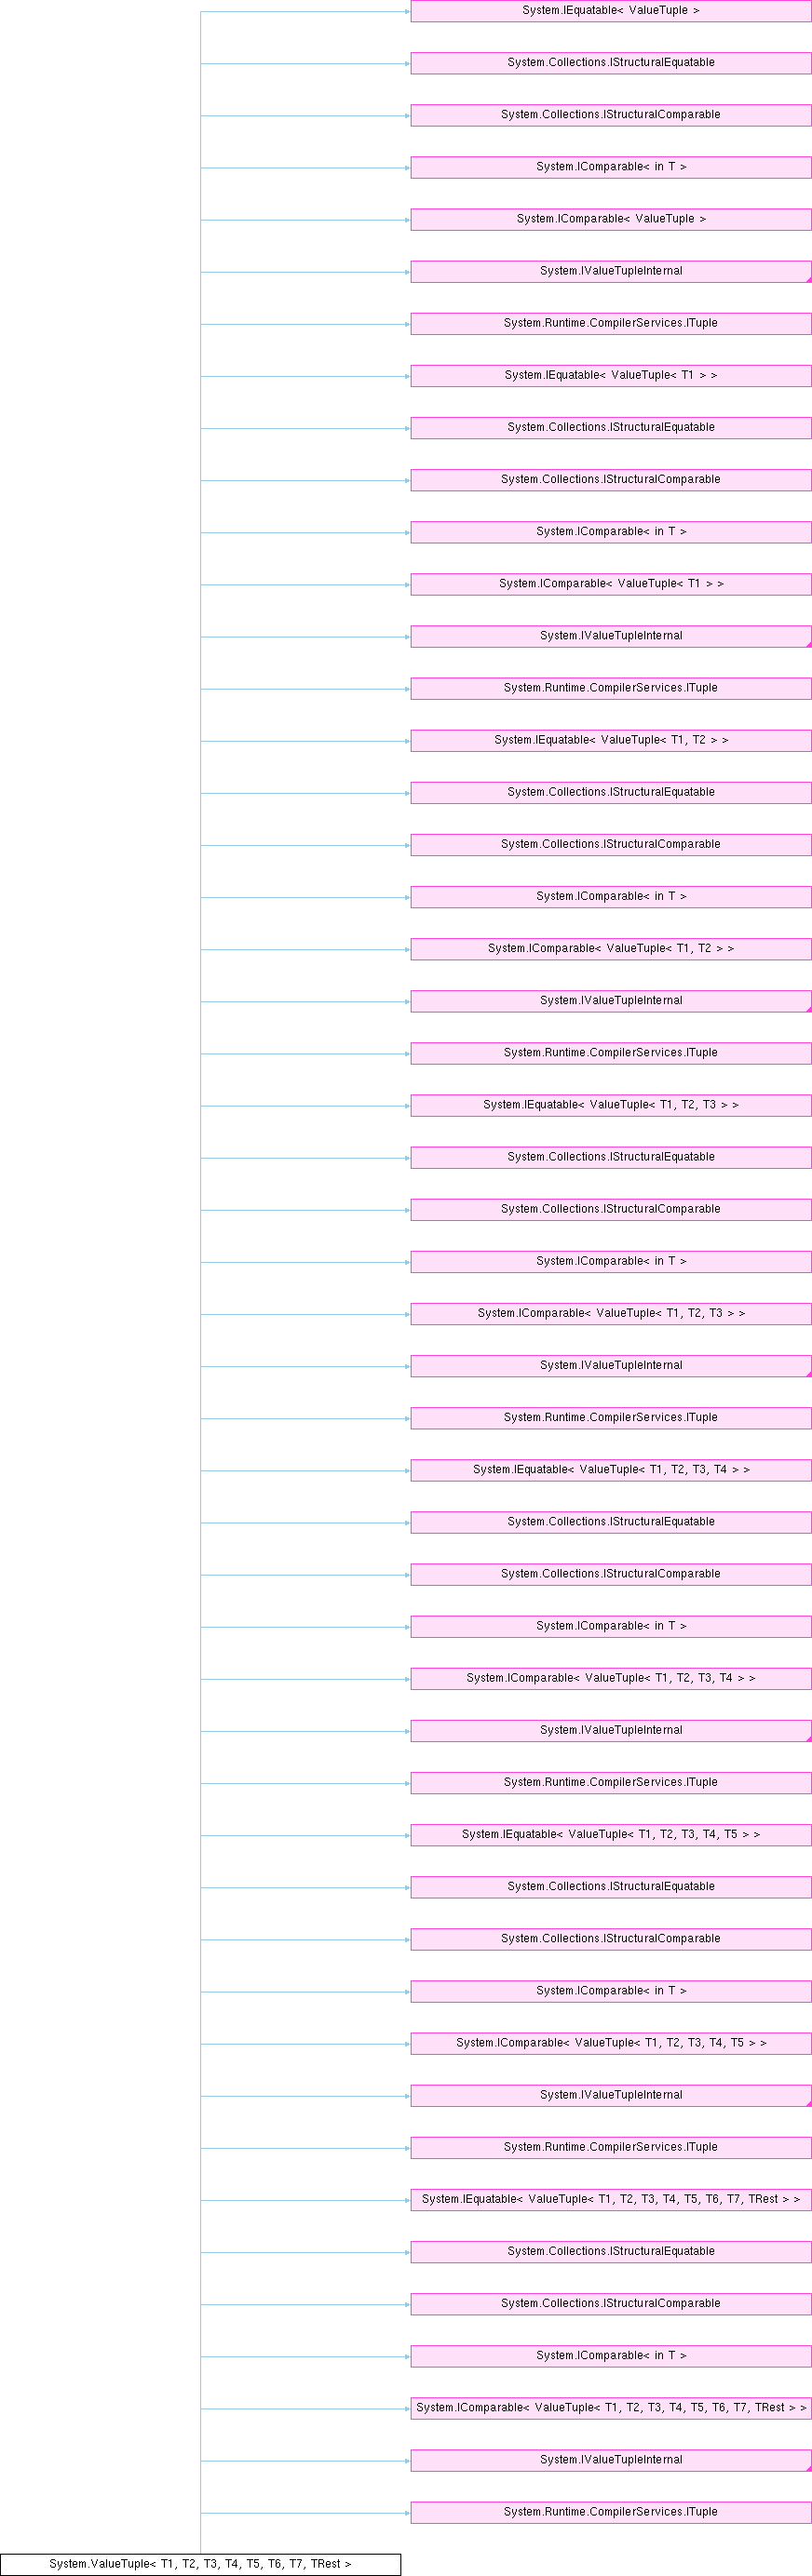 System.IEquatable< ValueTuple >
System.Collections.IStructuralEquatable
System.Collections.IStructuralComparable
System.IComparable< in T >
System.IComparable< ValueTuple >
System.IValueTupleInternal
System.Runtime.CompilerServices.ITuple
System.IEquatable< ValueTuple< T1 > >
System.Collections.IStructuralEquatable
System.Collections.IStructuralComparable
System.IComparable< in T >
System.IComparable< ValueTuple< T1 > >
System.IValueTupleInternal
System.Runtime.CompilerServices.ITuple
System.IEquatable< ValueTuple< T1, T2 > >
System.Collections.IStructuralEquatable
System.Collections.IStructuralComparable
System.IComparable< in T >
System.IComparable< ValueTuple< T1, T2 > >
System.IValueTupleInternal
System.Runtime.CompilerServices.ITuple
System.IEquatable< ValueTuple< T1, T2, T3 > >
System.Collections.IStructuralEquatable
System.Collections.IStructuralComparable
System.IComparable< in T >
System.IComparable< ValueTuple< T1, T2, T3 > >
System.IValueTupleInternal
System.Runtime.CompilerServices.ITuple
System.IEquatable< ValueTuple< T1, T2, T3, T4 > >
System.Collections.IStructuralEquatable
System.Collections.IStructuralComparable
System.IComparable< in T >
System.IComparable< ValueTuple< T1, T2, T3, T4 > >
System.IValueTupleInternal
System.Runtime.CompilerServices.ITuple
System.IEquatable< ValueTuple< T1, T2, T3, T4, T5 > >
System.Collections.IStructuralEquatable
System.Collections.IStructuralComparable
System.IComparable< in T >
System.IComparable< ValueTuple< T1, T2, T3, T4, T5 > >
System.IValueTupleInternal
System.Runtime.CompilerServices.ITuple
System.IEquatable< ValueTuple< T1, T2, T3, T4, T5, T6, T7, TRest > >
System.Collections.IStructuralEquatable
System.Collections.IStructuralComparable
System.IComparable< in T >
System.IComparable< ValueTuple< T1, T2, T3, T4, T5, T6, T7, TRest > >
System.IValueTupleInternal
System.Runtime.CompilerServices.ITuple
System.ValueTuple< T1, T2, T3, T4, T5, T6, T7, TRest >